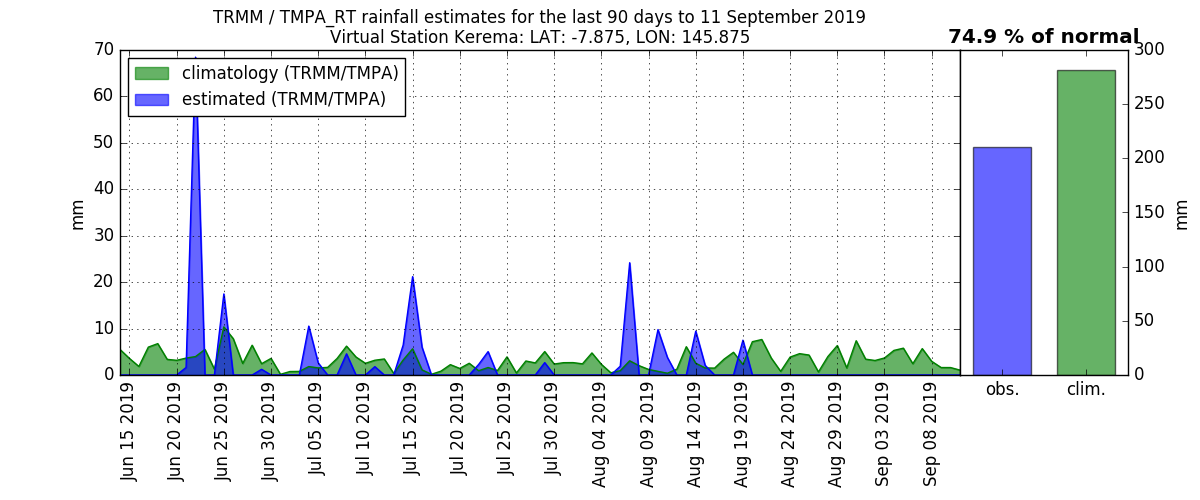 TRMM / TMPA_RT rainfall estimates for the last 90 days to 11 September 2019
Virtual Station Kerema: LAT: -7.875, LON: 145.875
74.9 % of normal
climatology (TRMM/TMPA)
estimated (TRMM/TMPA)
70
60
50
40
30
20
10
0
mm
Jun 15 2019
Jun 20 2019
Jun 25 2019
Jun 30 2019
Jul 05 2019
Jul 10 2019
Jul 15 2019
Jul 20 2019
Jul 25 2019
Jul 30 2019
Aug 04 2019
Aug 09 2019
Aug 14 2019
Aug 19 2019
Aug 24 2019
Aug 29 2019
Sep 03 2019
Sep 08 2019
300
250
200
150
100
50
0
mm
obs.
clim.